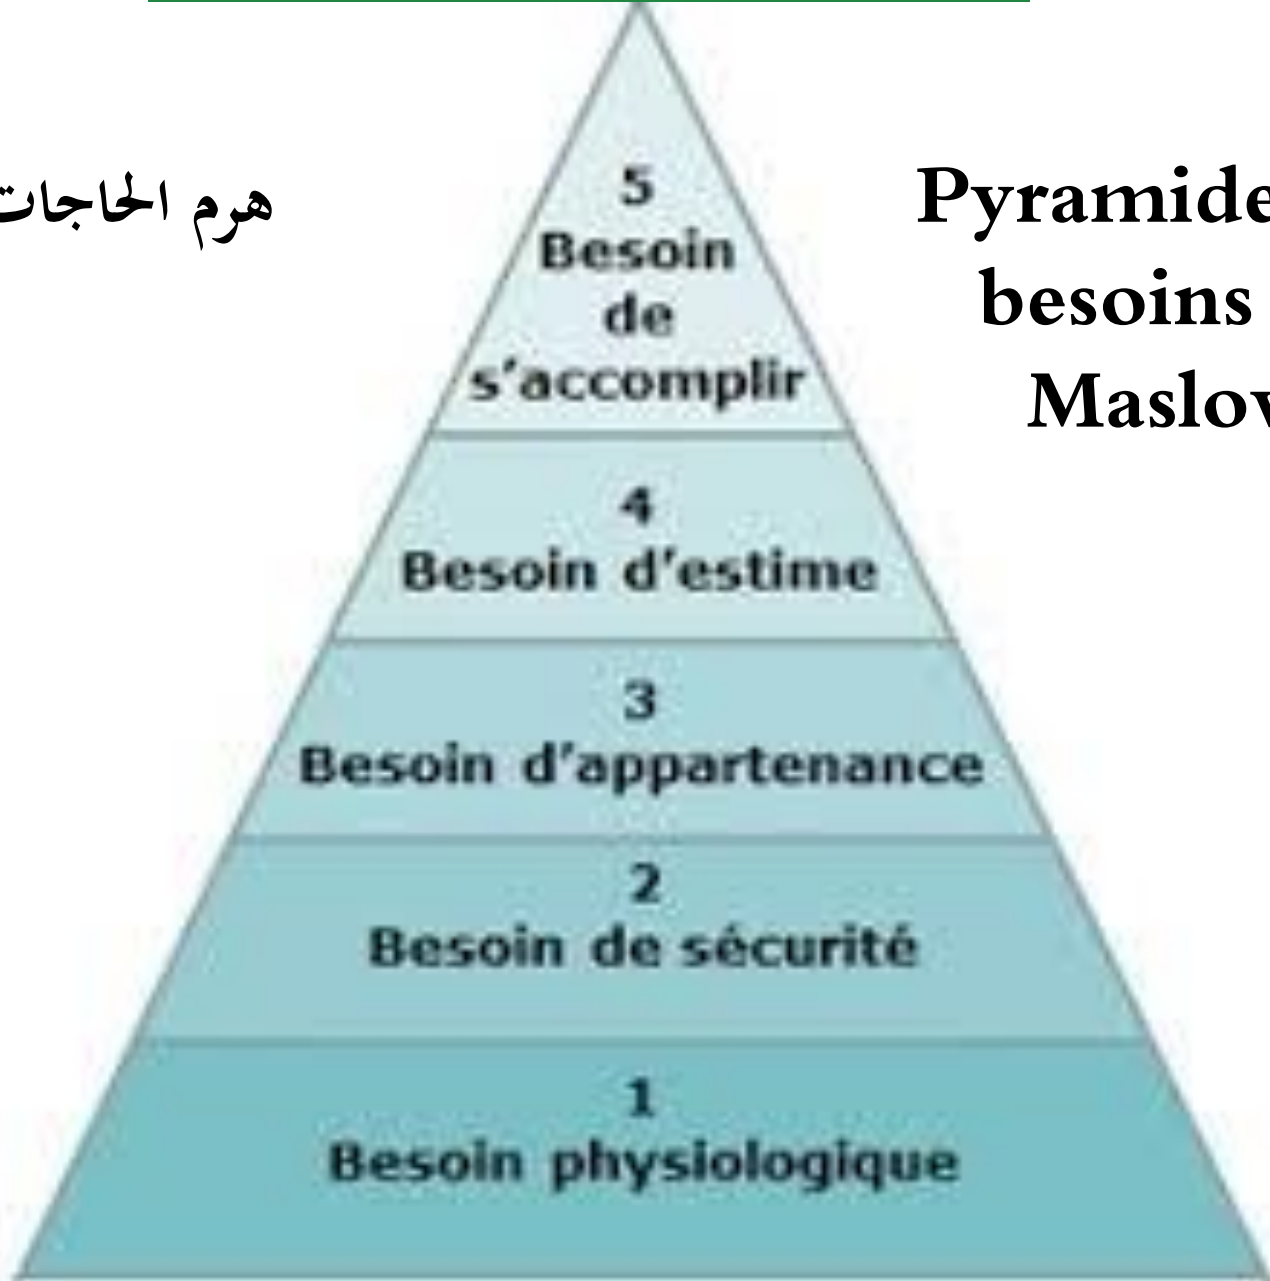 هرم الحاجات
Pyramide
besoins
Maslov
5
Besoin
de
s’accomplir
4
Besoin d’estime
3
Besoin d’appartenance
2
Besoin de sécurité
1
Besoin physiologique